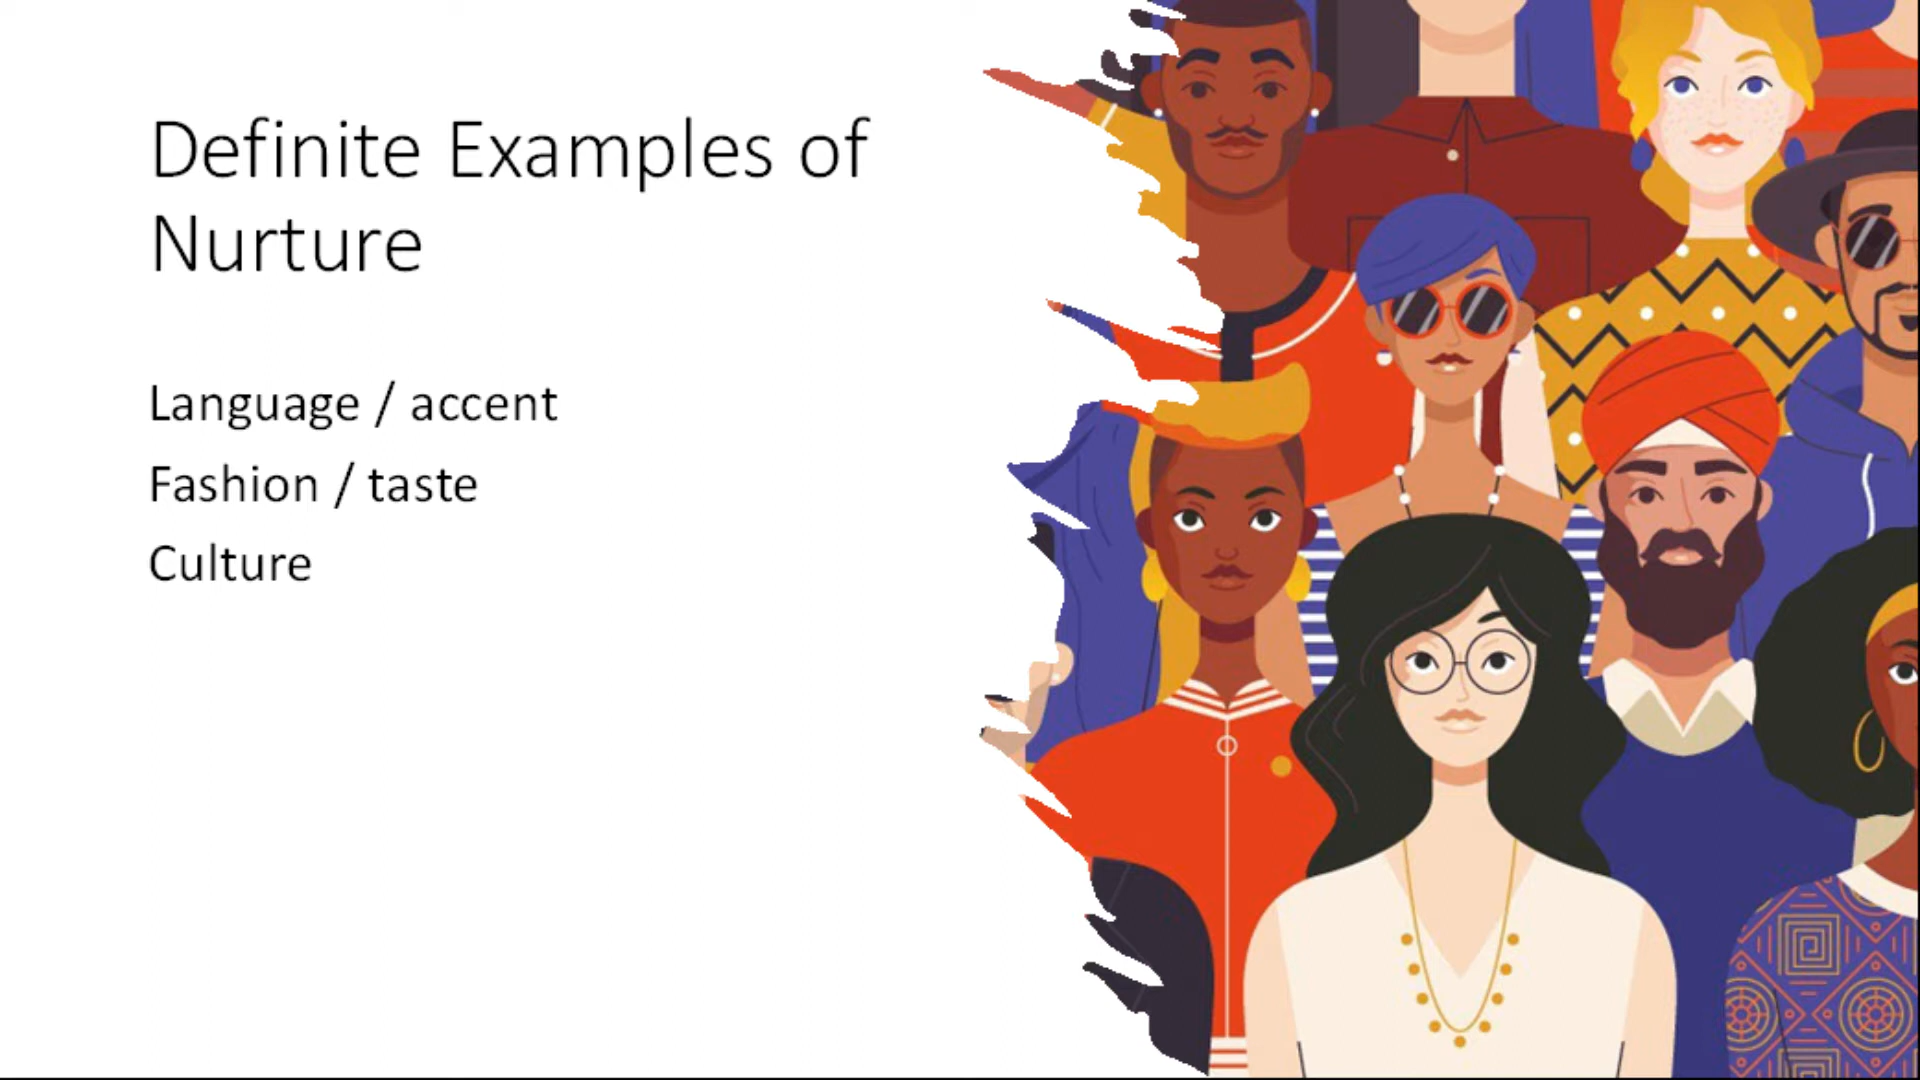 Definite Examples of
Nurture
Language / accent
Fashion / taste
Culture